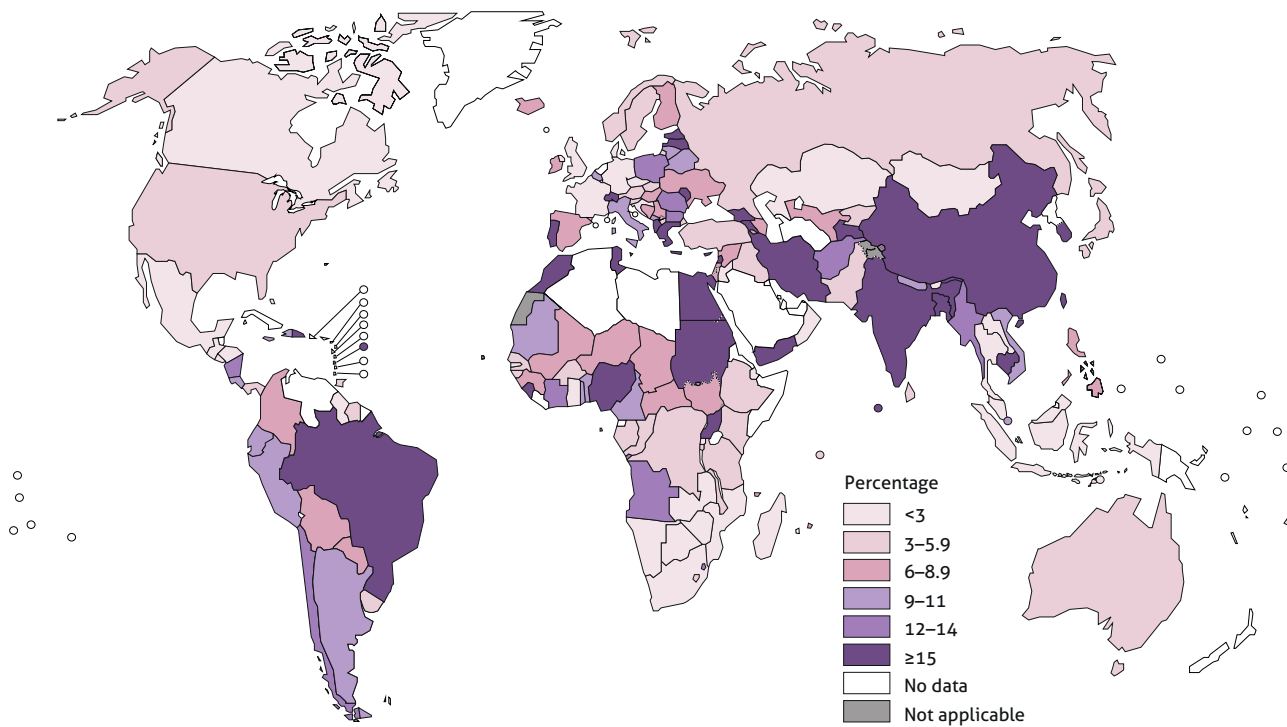 Percentage
<3
3–5.9
6–8.9
9–11
12–14
≥15
No data
Not applicable